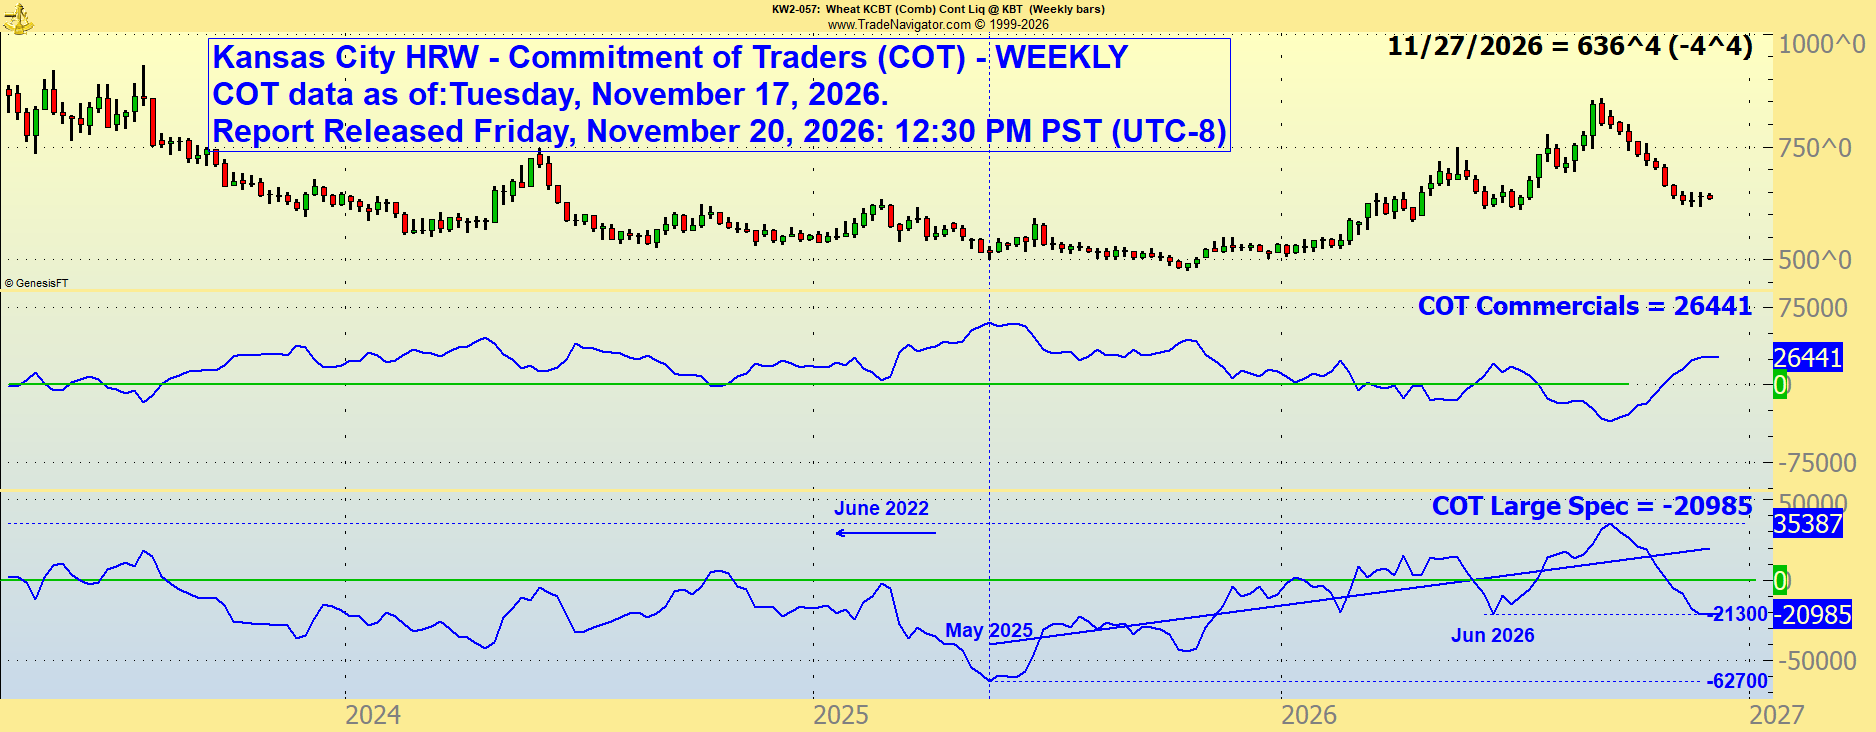 KW2-057: Wheat KCBT (Comb) Cont Liq @ KBT (Weekly bars)
www.TradeNavigator.com © 1999-2026
Kansas City HRW - Commitment of Traders (COT) - WEEKLY
COT data as of:Tuesday, November 17, 2026.
Report Released Friday, November 20, 2026: 12:30 PM PST (UTC-8)
11/27/2026 = 636^4 (-4^4)
1000^0
750^0
500^0
© GenesisFT
COT Commercials = 26441
75000
26441
0
-75000
COT Large Spec = -20985
50000
35387
June 2022
0
-21300
-20985
May 2025
Jun 2026
-50000
-62700
2024
2025
2026
2027